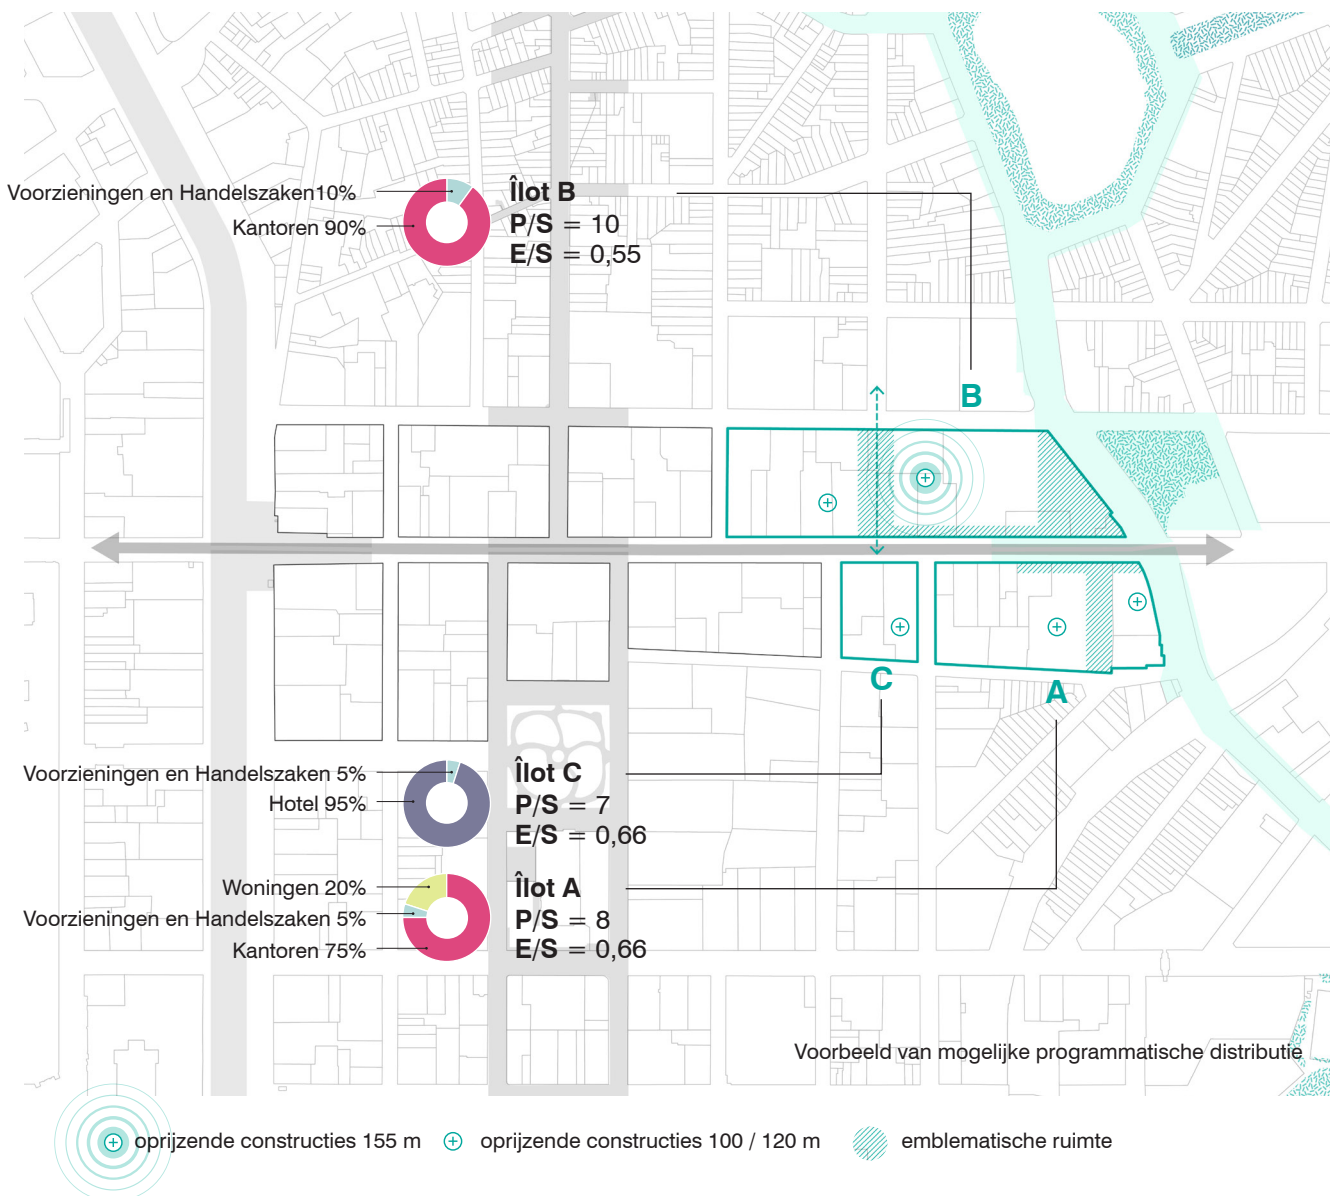 Voorzieningen en Handelszaken10%
Kantoren 90%
Îlot B
P/S = 10
E/S = 0,55
B
C
A
Voorzieningen en Handelszaken 5%
Hotel 95%
Îlot C
P/S = 7
E/S = 0,66
Woningen 20%
Voorzieningen en Handelszaken 5%
Kantoren 75%
Îlot A
P/S = 8
E/S = 0,66
Voorbeeld van mogelijke programmatische distributie
oprijzende constructies 155 m
oprijzende constructies 100 / 120 m
emblematische ruimte